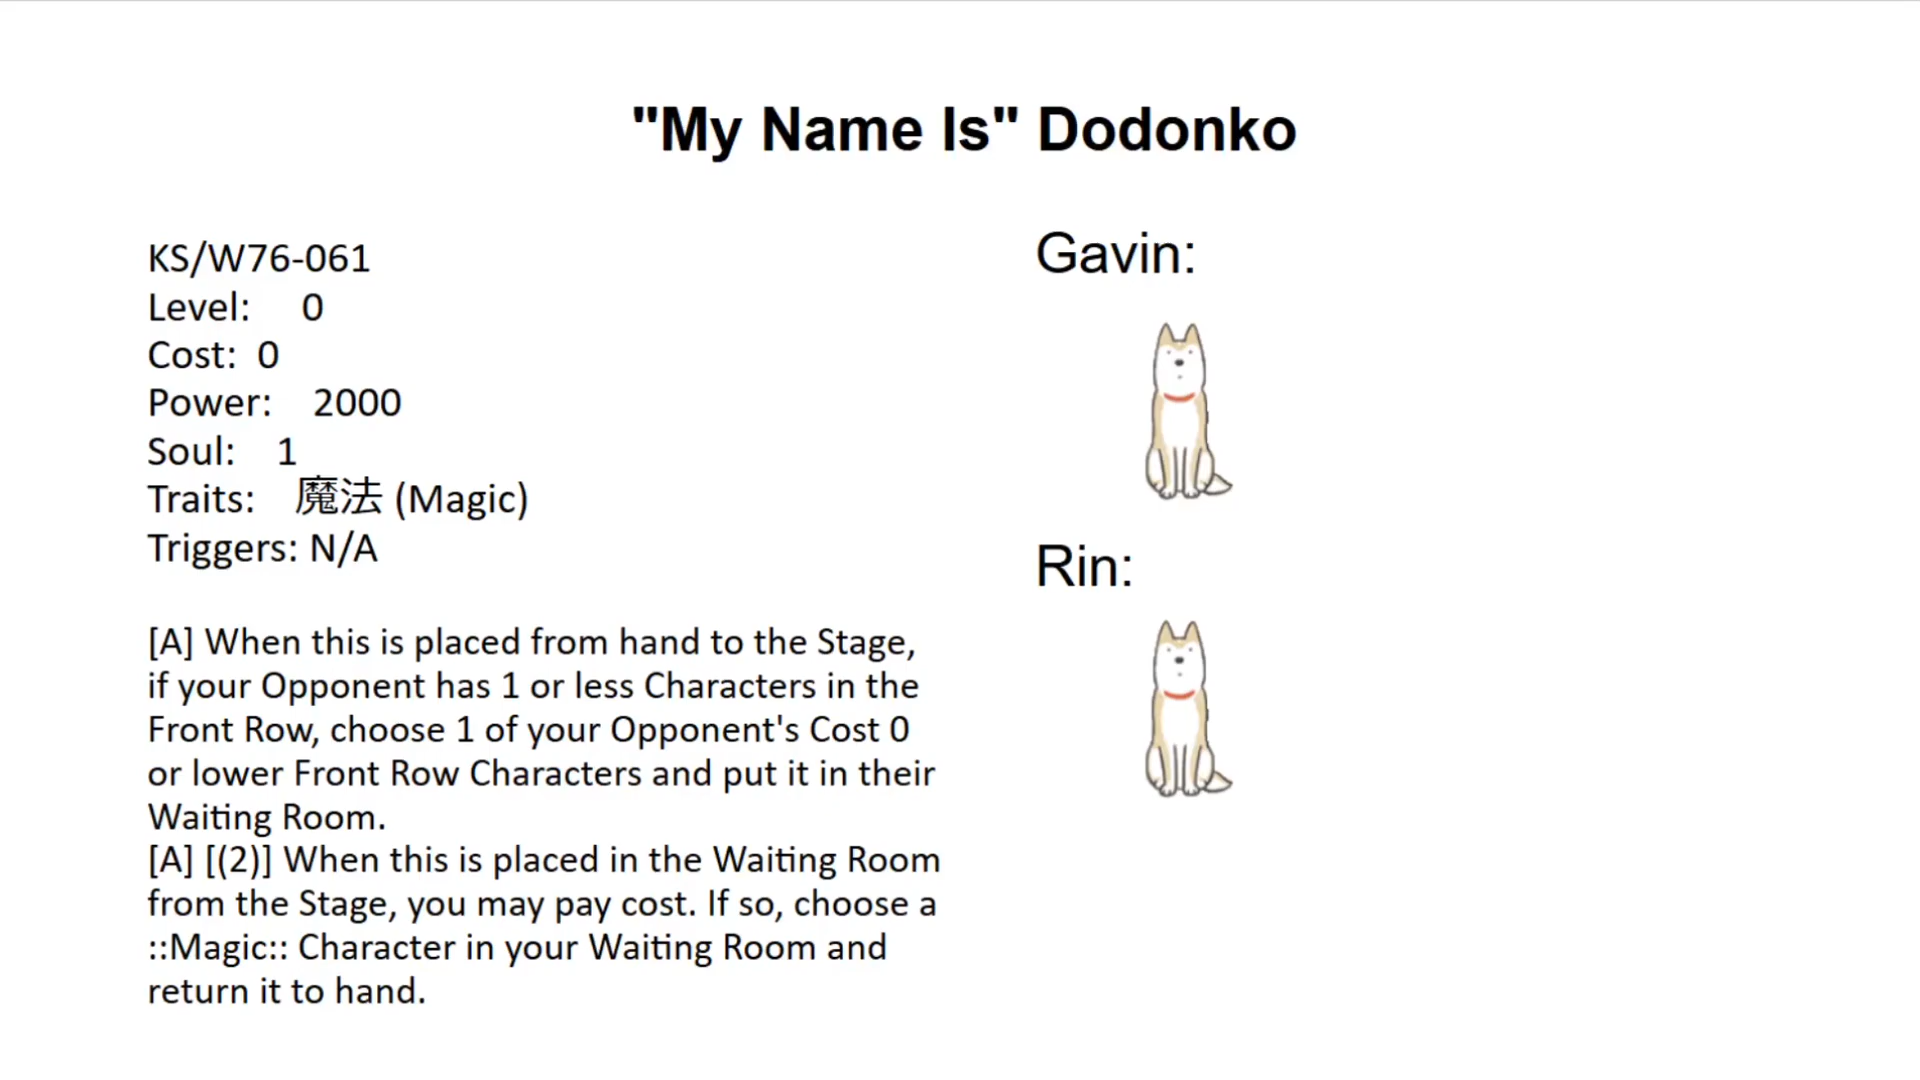 "My Name Is" Dodonko
KS/W76-061
Level: 0
Cost: 0
Power: 2000
Soul: 1
Traits: 魔法 (Magic)
Triggers: N/A
[A] When this is placed from hand to the Stage,
if your Opponent has 1 or less Characters in the
Front Row, choose 1 of your Opponent's Cost 0
or lower Front Row Characters and put it in their
Waiting Room.
[A] [(2)] When this is placed in the Waiting Room
from the Stage, you may pay cost. If so, choose a
::Magic:: Character in your Waiting Room and
return it to hand.
Gavin:
Rin: